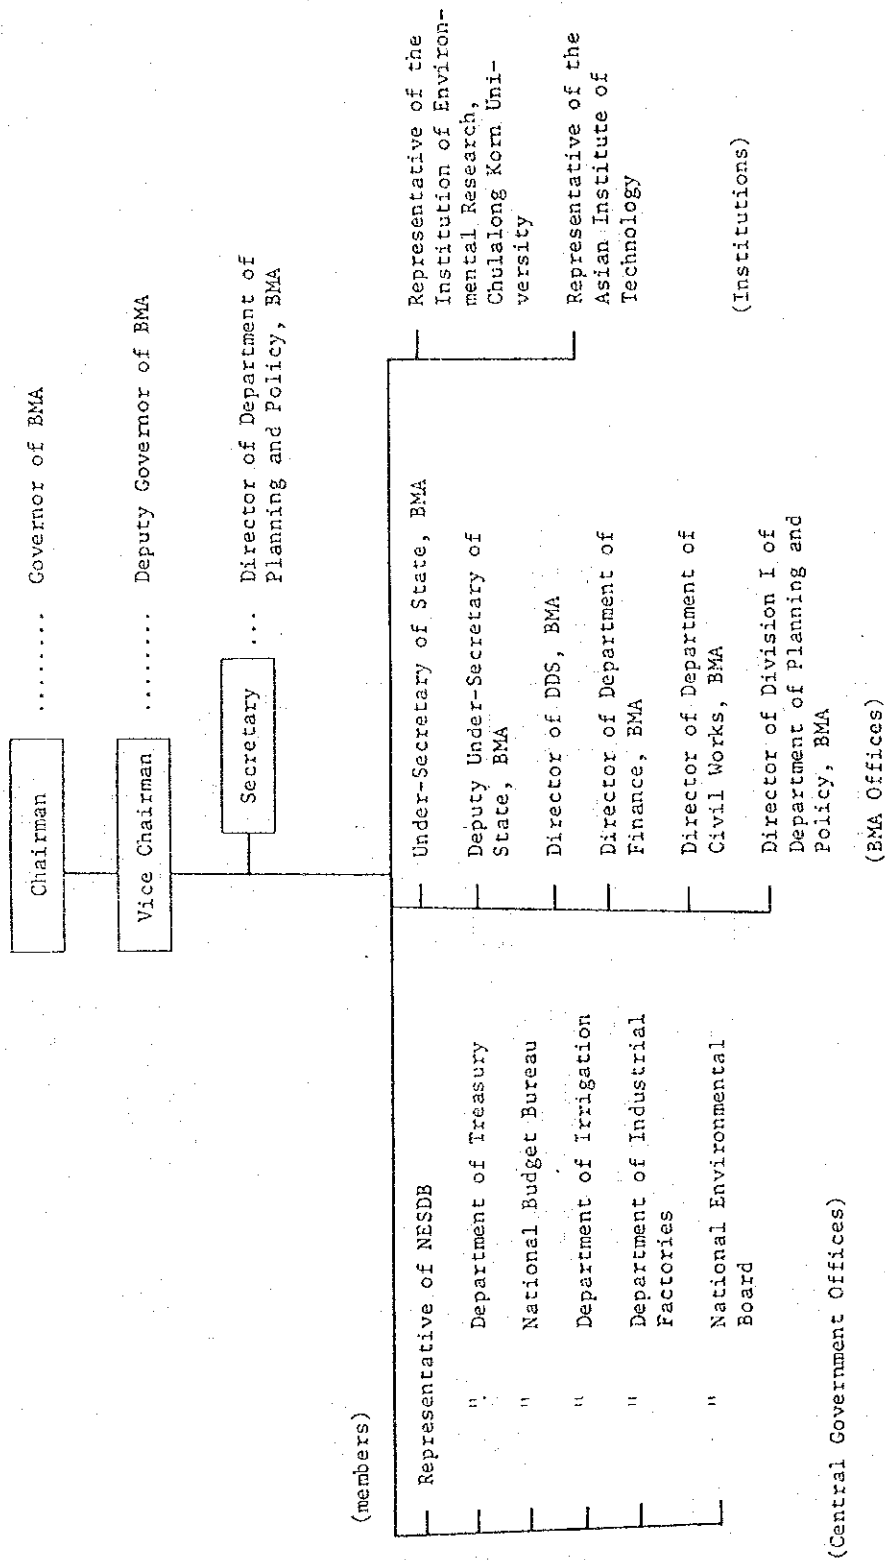 Chairman ........ Governor of BMA
Vice Chairman ........ Deputy Governor of BMA
Secretary ... Director of Department of
Planning and Policy, BMA
(members)
Representative of NESDB
" Department of Treasury
" National Budget Bureau
" Department of Irrigation
" Department of Industrial
Factories
" National Environmental
Board
(Central Government Offices)
Under-Secretary of State, BMA
Deputy Under-Secretary of
State, BMA
Director of DDS, BMA
Director of Department of
Finance, BMA
Director of Department of
Civil Works, BMA
Director of Division I of
Department of Planning and
Policy, BMA
(BMA Offices)
Representative of the
Institution of Environ-
mental Research,
Chulalong Korn Uni-
versity
Representative of the
Asian Institute of
Technology
(Institutions)